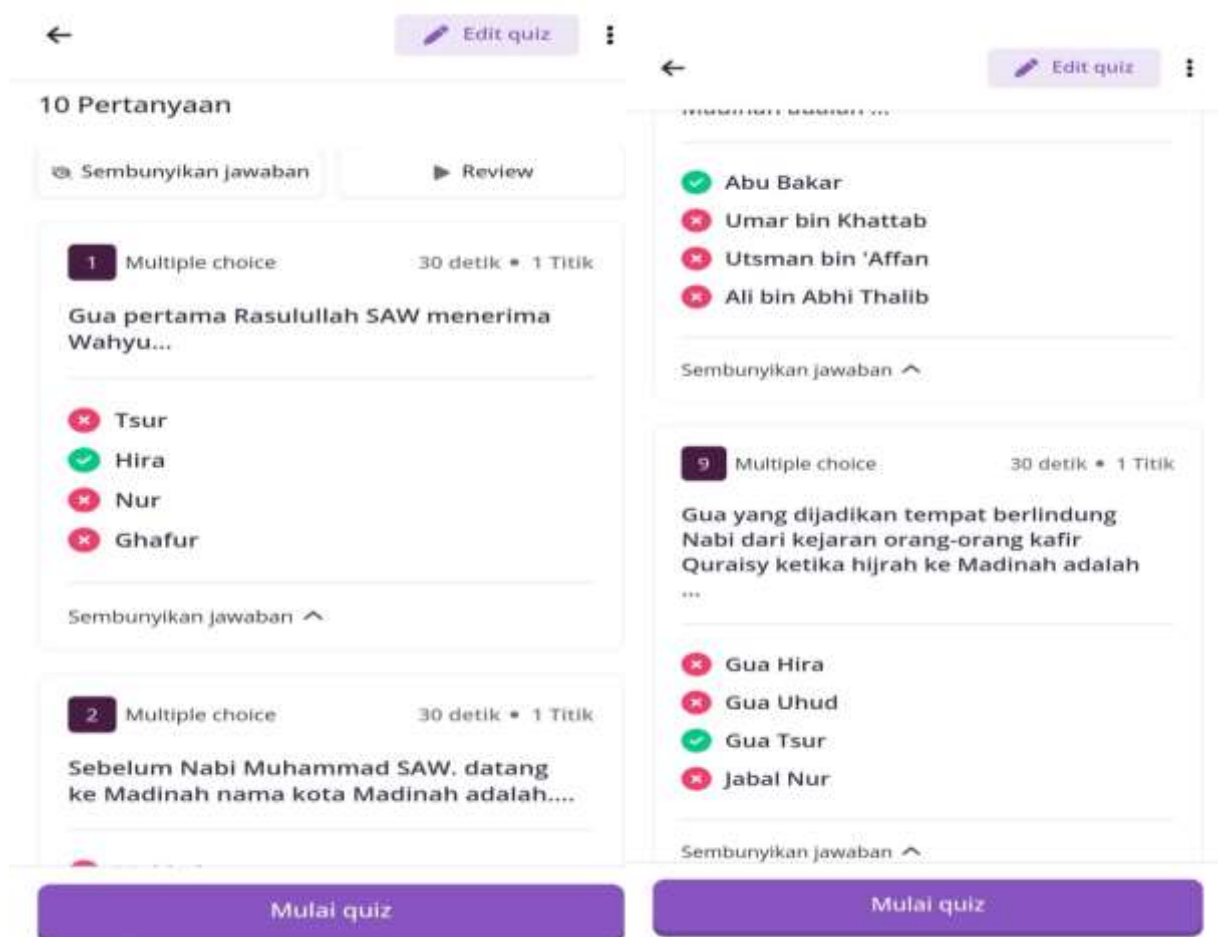 Edit quiz
10 Pertanyaan
Sembunyikan jawaban
Review
1 Multiple choice 30 detik • 1 Titik
Gua pertama Rasulullah SAW menerima
Wahyu...
Tsur
Hira
Nur
Ghafur
Sembunyikan jawaban
2 Multiple choice 30 detik • 1 Titik
Sebelum Nabi Muhammad SAW. datang
ke Madinah nama kota Madinah adalah....
Mulai quiz
Edit quiz
Madinah adalah ...
Abu Bakar
Umar bin Khattab
Utsman bin 'Affan
Ali bin Abhi Thalib
Sembunyikan jawaban
9 Multiple choice 30 detik • 1 Titik
Gua yang dijadikan tempat berlindung
Nabi dari kejaran orang-orang kafir
Quraisy ketika hijrah ke Madinah adalah
...
Gua Hira
Gua Uhud
Gua Tsur
Jabal Nur
Sembunyikan jawaban
Mulai quiz